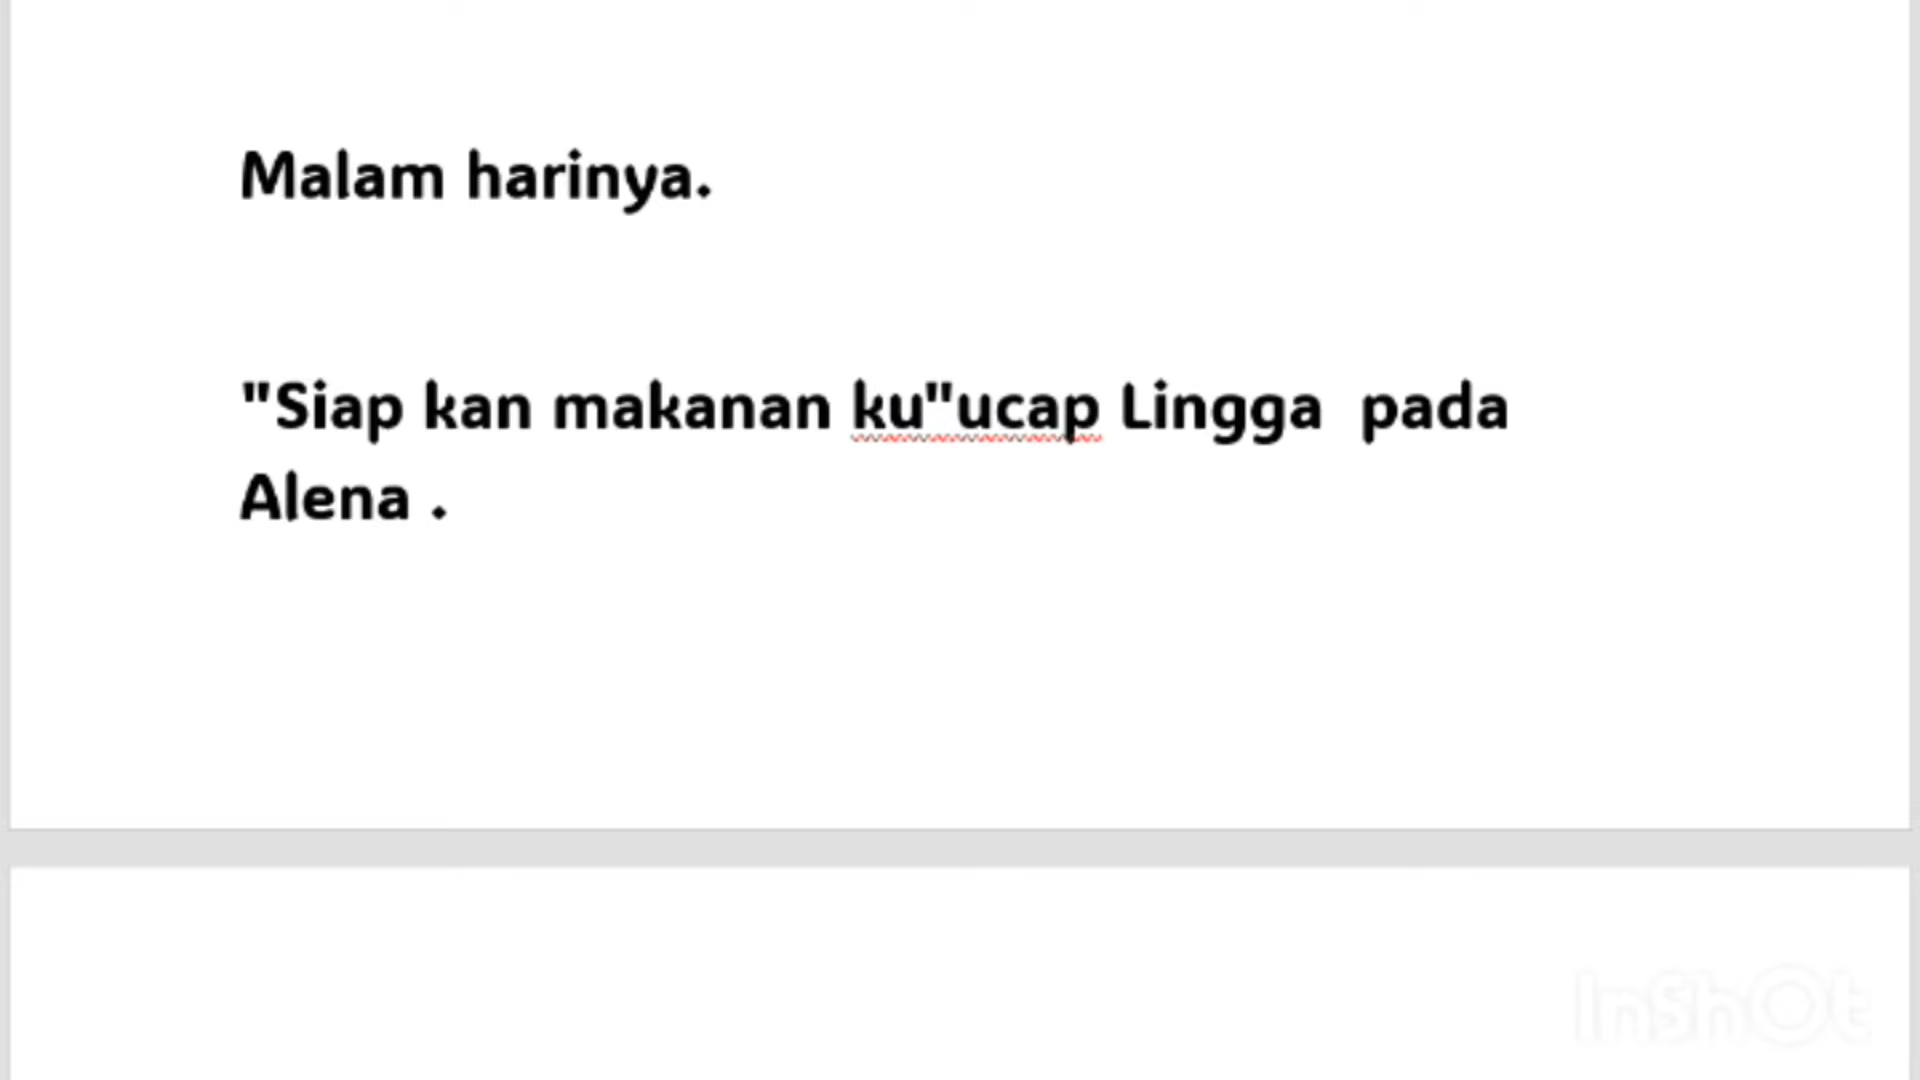 Malam harinya.
"Siap kan makanan ku"ucap Lingga  pada
Alena .
InShOt